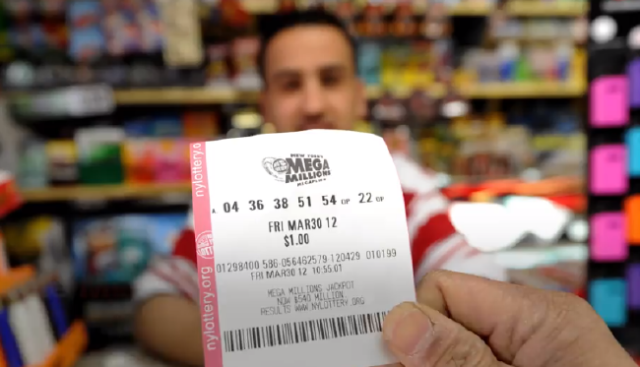 NEW YORK
MEGA
MILLIONS
MEGAPLIER
A. 04 36 38 51 54 QP 22 QP
FRI MAR30 12
$1.00
01298400 586-056462579-120429 010199
FRI MAR30 12 10:55:01
MEGA MILLIONS JACKPOT
NOW $540 MILLION
RESULTS WWW.NYLOTTERY.ORG
nylottery.o
nylottery.org